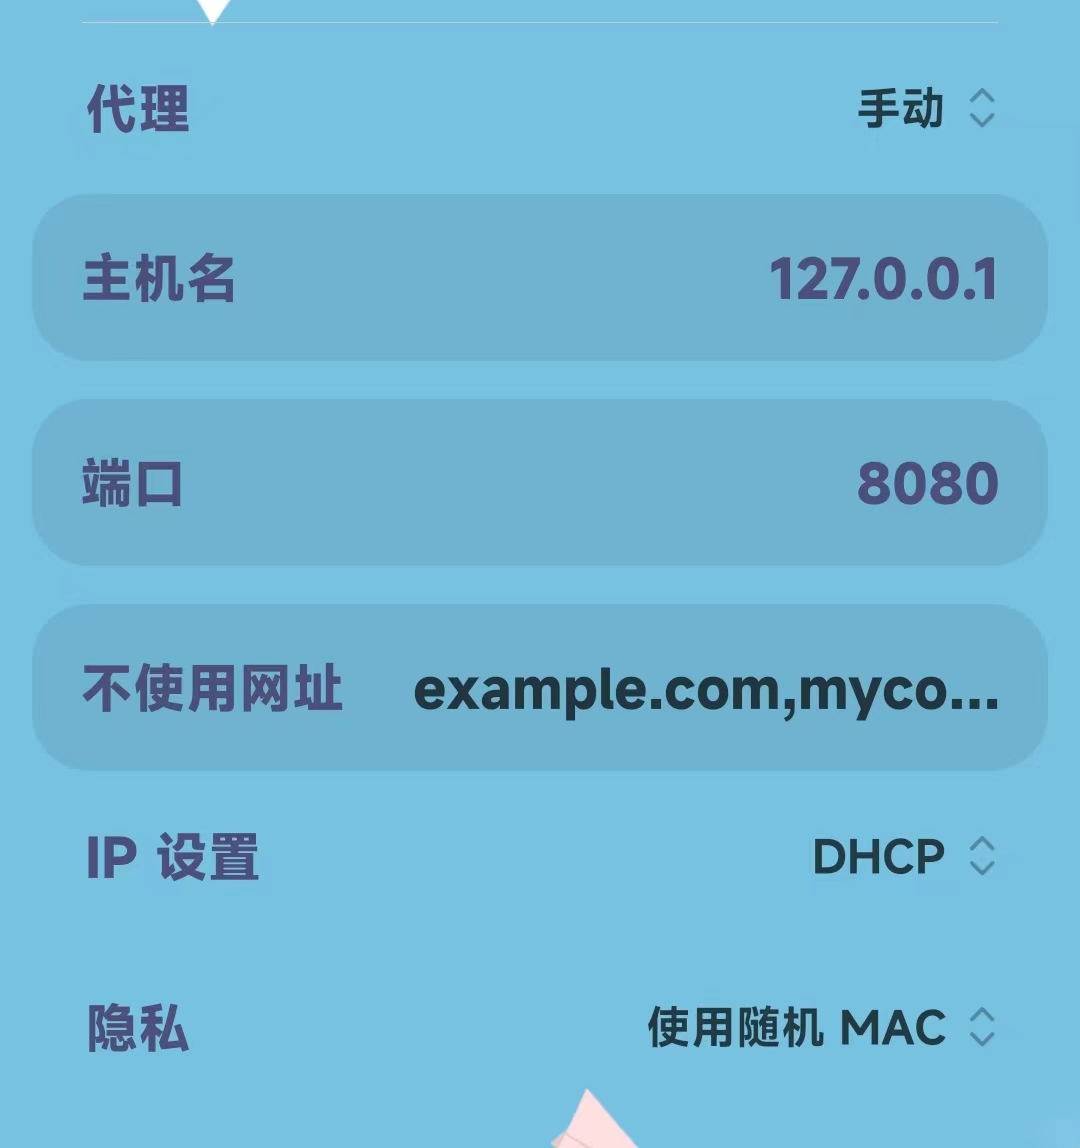 代理 手动
主机名 127.0.0.1
端口 8080
不使用网址 example.com,myco...
IP 设置 DHCP
隐私 使用随机 MAC